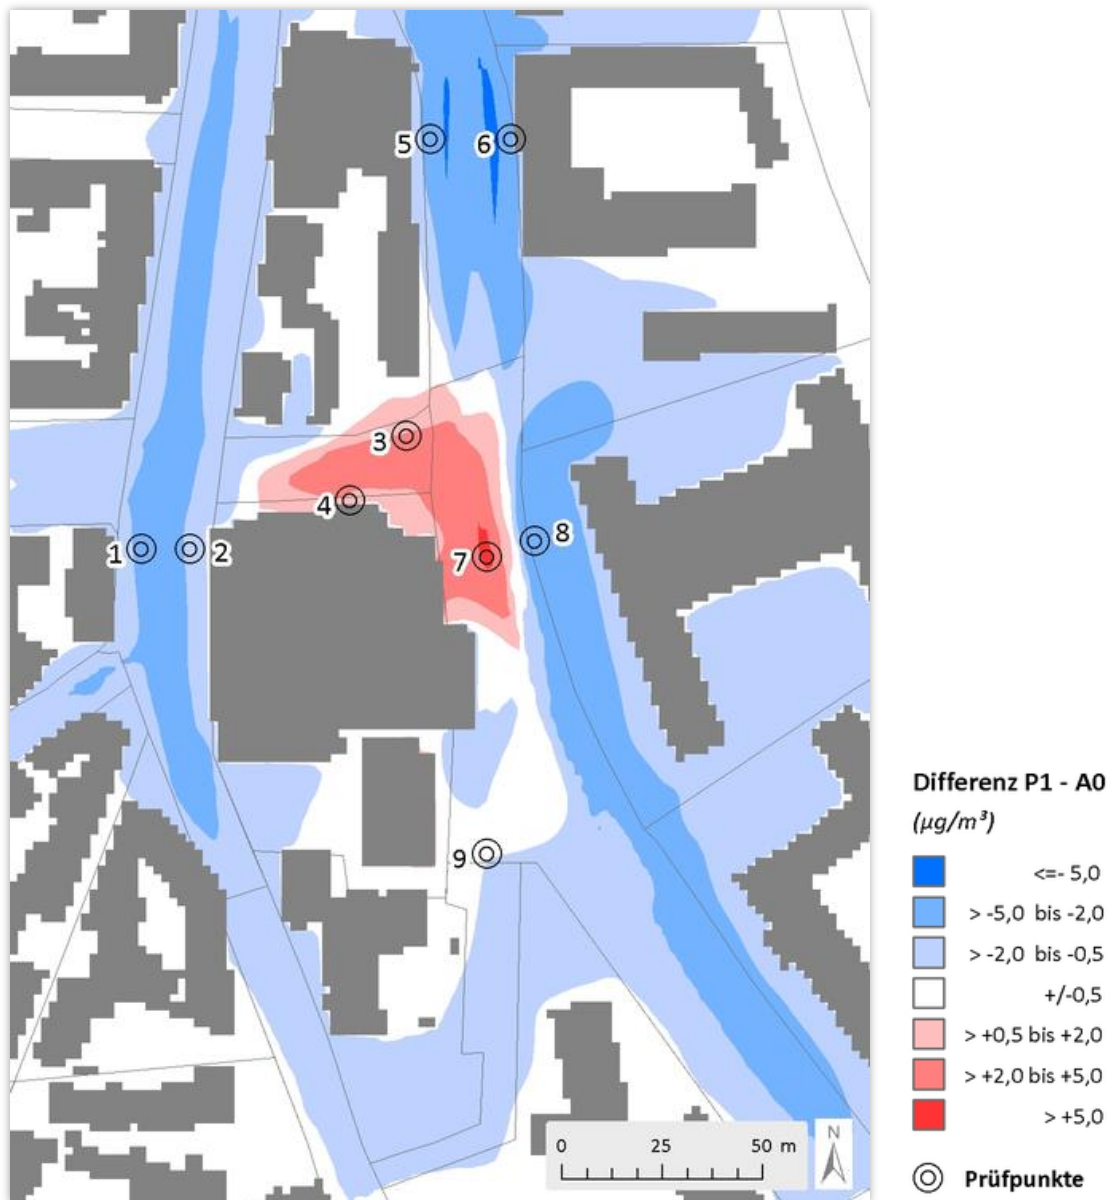 5
6
3
4
1
2
7
8
9
Differenz P1 - A0
(µg/m³)
<=- 5,0
> -5,0 bis -2,0
> -2,0 bis -0,5
+/-0,5
> +0,5 bis +2,0
> +2,0 bis +5,0
> +5,0
N
0 25 50 m
Prüfpunkte